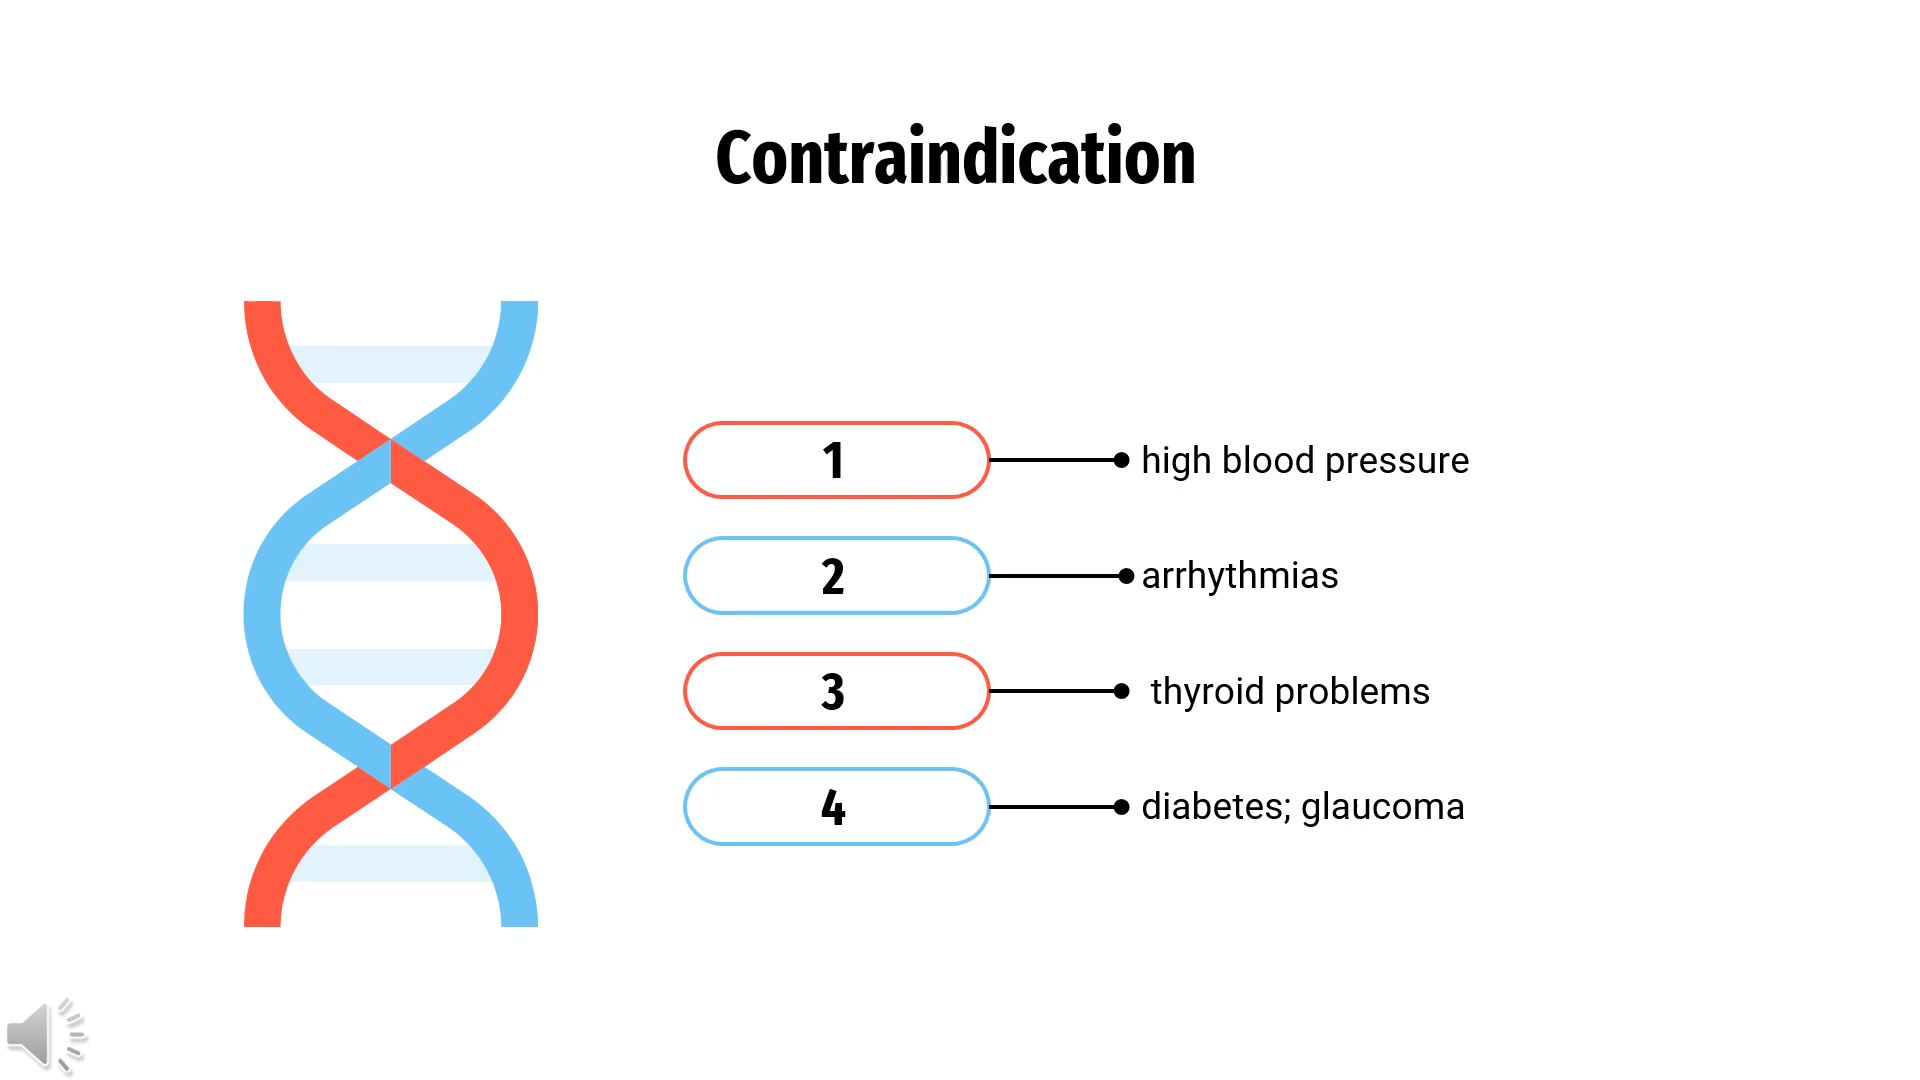 Contraindication
1 high blood pressure
2 arrhythmias
3 thyroid problems
4 diabetes; glaucoma